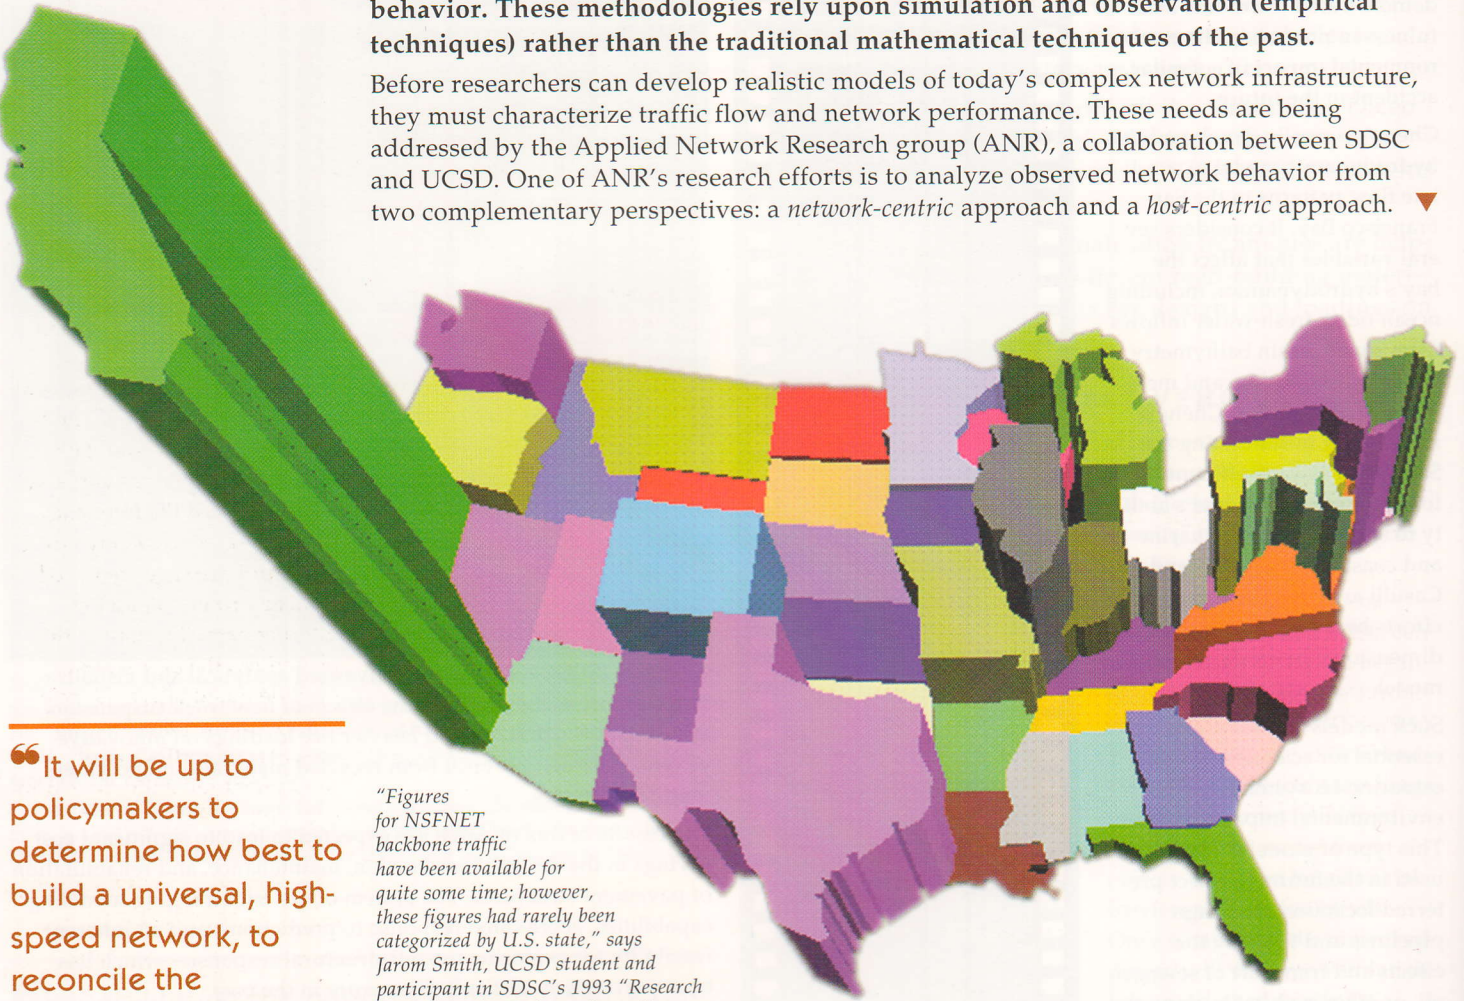 behavior. These methodologies rely upon simulation and observation (empirical
techniques) rather than the traditional mathematical techniques of the past.
Before researchers can develop realistic models of today's complex network infrastructure,
they must characterize traffic flow and network performance. These needs are being
addressed by the Applied Network Research group (ANR), a collaboration between SDSC
and UCSD. One of ANR's research efforts is to analyze observed network behavior from
two complementary perspectives: a network-centric approach and a host-centric approach. ▼
“It will be up to
policymakers to
determine how best to
build a universal, high-
speed network, to
reconcile the
“Figures
for NSFNET
backbone traffic
have been available for
quite some time; however,
these figures had rarely been
categorized by U.S. state,” says
Jarom Smith, UCSD student and
participant in SDSC's 1993 “Research